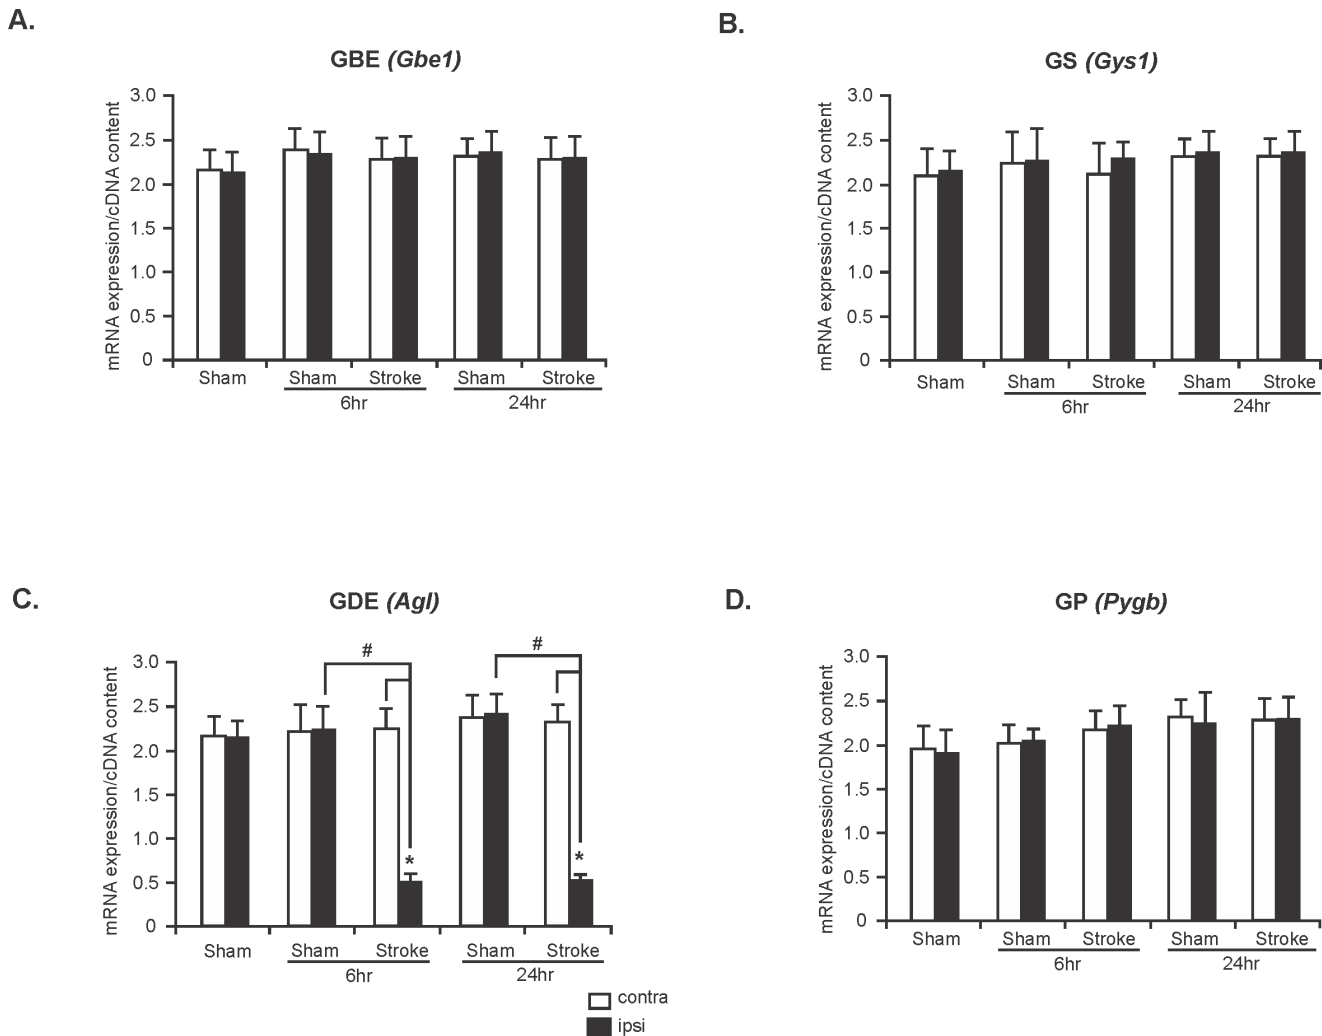 A.
GBE (Gbe1)
mRNA expression/cDNA content
3.0
2.5
2.0
1.5
1.0
0.5
0
Sham Sham Stroke Sham Stroke
6hr 24hr
B.
GS (Gys1)
mRNA expression/cDNA content
3.0
2.5
2.0
1.5
1.0
0.5
0
Sham Sham Stroke Sham Stroke
6hr 24hr
C.
GDE (Agl)
mRNA expression/cDNA content
3.0
2.5
2.0
1.5
1.0
0.5
0
# #
* *
Sham Sham Stroke Sham Stroke
6hr 24hr
D.
GP (Pygb)
mRNA expression/cDNA content
3.0
2.5
2.0
1.5
1.0
0.5
0
Sham Sham Stroke Sham Stroke
6hr 24hr
contra
ipsi